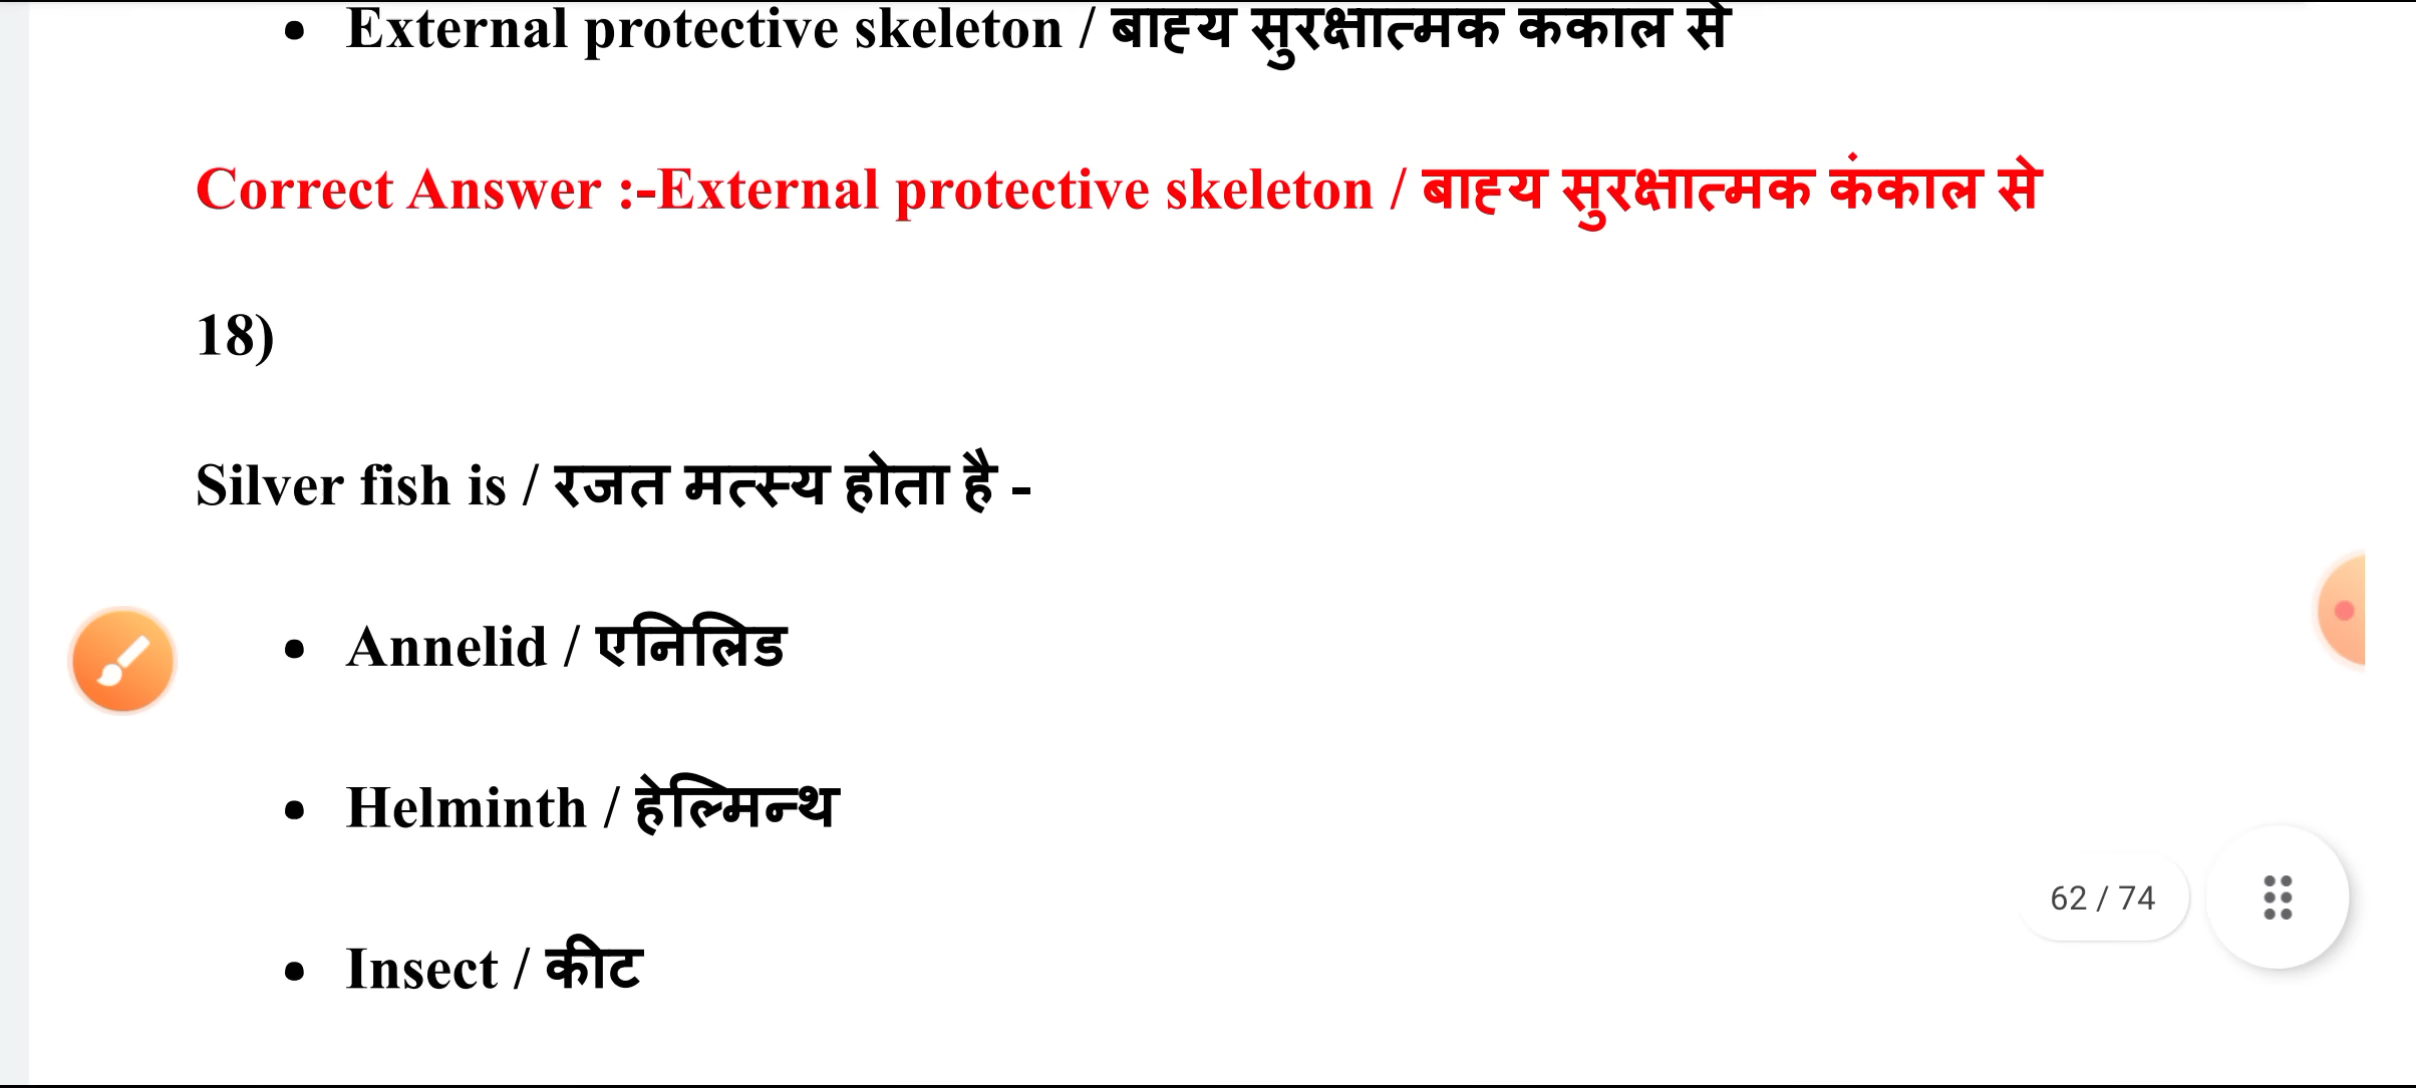 • External protective skeleton / बाह्य सुरक्षात्मक ककाल से
Correct Answer :-External protective skeleton / बाह्य सुरक्षात्मक कंकाल से
18)
Silver fish is / रजत मत्स्य होता है -
• Annelid / एनिलिड
• Helminth / हेल्मिन्थ
• Insect / कीट
62 / 74